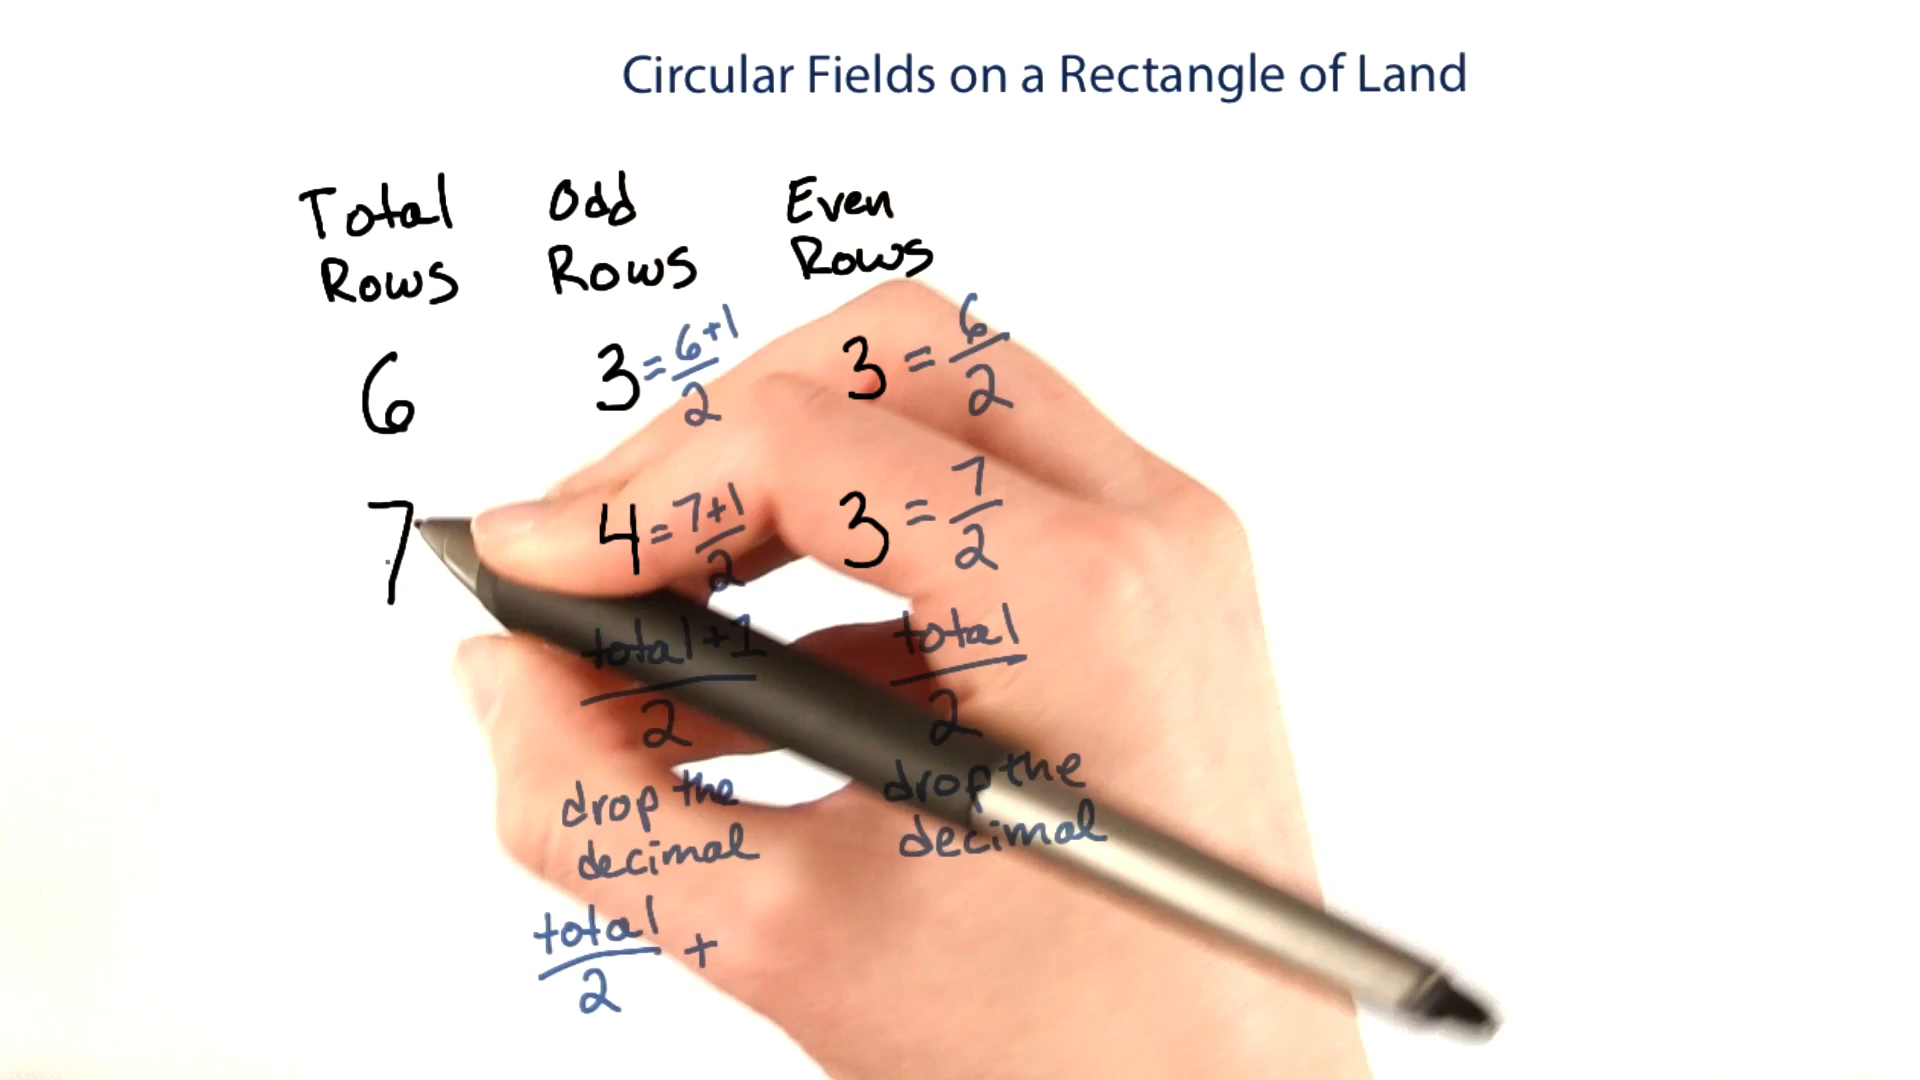 Circular Fields on a Rectangle of Land
Total Rows
Odd Rows
Even Rows
6
3 = 6+1 / 2
3 = 6 / 2
7
4 = 7+1 / 2
3 = 7 / 2
total+1 / 2
total / 2
drop the
decimal
drop the
decimal
total / 2 +